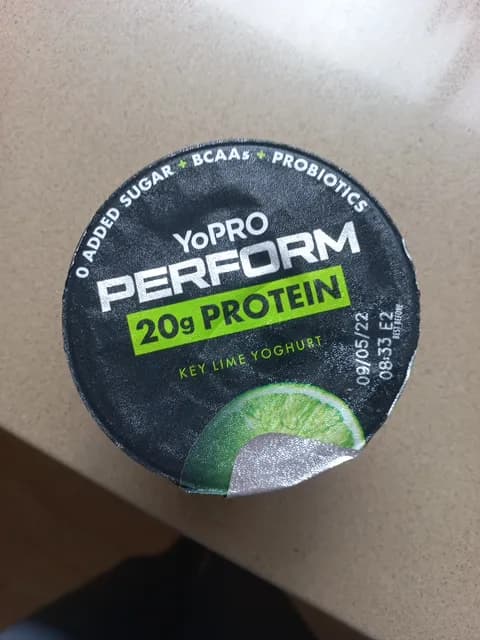 0 ADDED SUGAR + BCAAs + PROBIOTICS
YoPRO
PERFORM
20g PROTEIN
KEY LIME YOGHURT
09/05/22
08:33 E2
BEST BEFORE